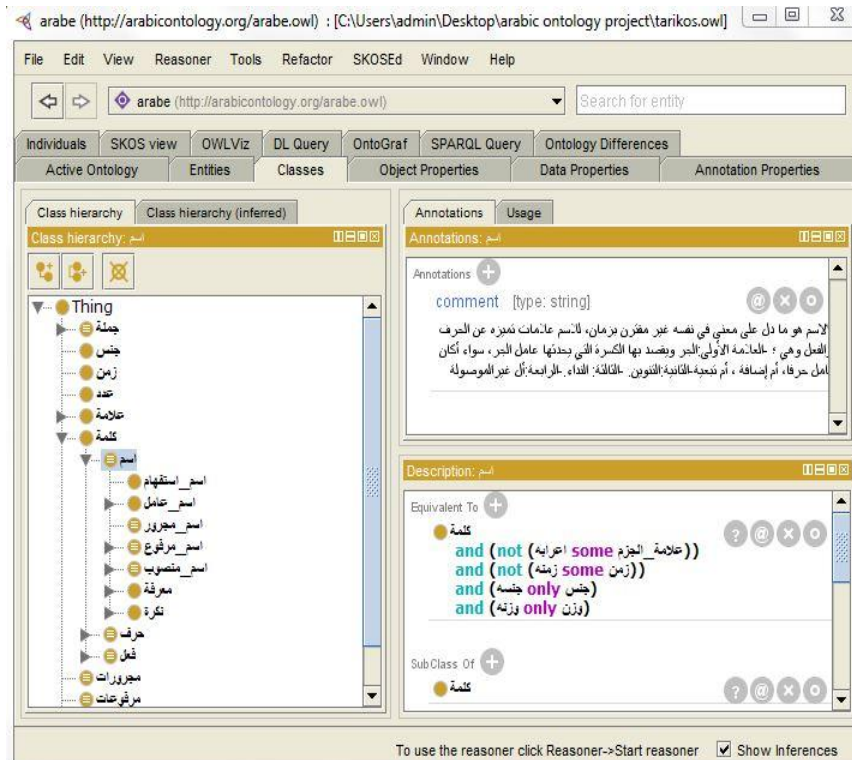 arabe (http://arabicontology.org/arabe.owl) : [C:\Users\admin\Desktop\arabic ontology project\tarikos.owl]
File Edit View Reasoner Tools Refactor SKOSEd Window Help
arabe (http://arabicontology.org/arabe.owl)
Search for entity
Individuals SKOS view OWLViz DL Query OntoGraf SPARQL Query Ontology Differences
Active Ontology Entities Classes Object Properties Data Properties Annotation Properties
Class hierarchy Class hierarchy (inferred)
Class hierarchy: اسم
Thing
جملة
جنس
زمن
عدد
علامة
كلمة
اسم
اسم_استفهام
اسم_عامل
اسم_مجرور
اسم_مرفوع
اسم_منصوب
معرفة
نكرة
حرف
فعل
مجرورات
مرفوعات
Annotations Usage
Annotations: اسم
Annotations
comment [type: string]
الاسم هو ما دل على معنى في نفسه غير مقترن بزمان، للاسم علامات تميزه عن الحرف
والفعل وهي ؛ -العلامة الأولى:الجر ويقصد بها الكسرة التي يحدثها عامل الجر ، سواء أكان
عامل حرفا، أم إضافة ، أم تبعية-الثانية:التنوين. -الثالثة: النداء. -الرابعة:أل غير الموصولة
Description: اسم
Equivalent To
كلمة
and (not (اعرابه some علامة_الجزم))
and (not (زمنه some زمن))
and (جنسه only جنس)
and (وزنه only وزن)
SubClass Of
كلمة
To use the reasoner click Reasoner->Start reasoner Show Inferences